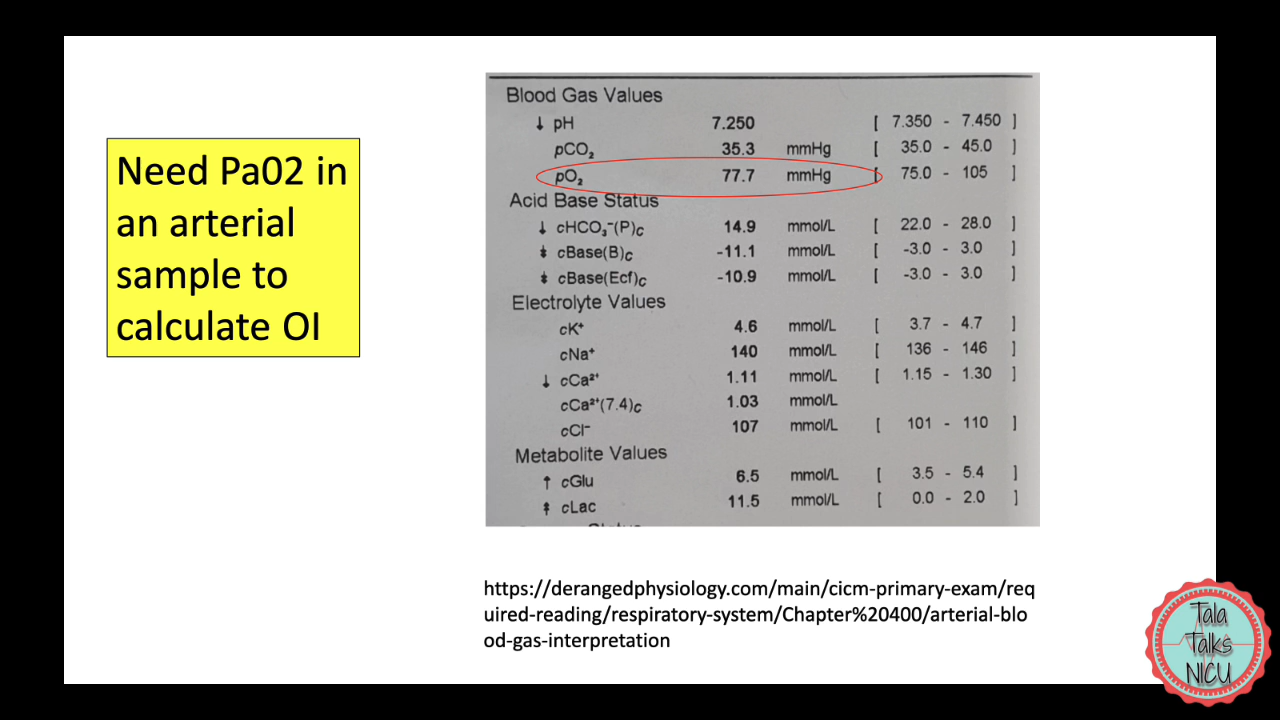 Need Pa02 in
an arterial
sample to
calculate OI
Blood Gas Values
↓ pH 7.250 [ 7.350 - 7.450 ]
pCO₂ 35.3 mmHg [ 35.0 - 45.0 ]
pO₂ 77.7 mmHg [ 75.0 - 105 ]
Acid Base Status
↓ cHCO₃⁻(P)c 14.9 mmol/L [ 22.0 - 28.0 ]
↡ cBase(B)c -11.1 mmol/L [ -3.0 - 3.0 ]
↡ cBase(Ecf)c -10.9 mmol/L [ -3.0 - 3.0 ]
Electrolyte Values
cK⁺ 4.6 mmol/L [ 3.7 - 4.7 ]
cNa⁺ 140 mmol/L [ 136 - 146 ]
↓ cCa²⁺ 1.11 mmol/L [ 1.15 - 1.30 ]
cCa²⁺(7.4)c 1.03 mmol/L
cCl⁻ 107 mmol/L [ 101 - 110 ]
Metabolite Values
↑ cGlu 6.5 mmol/L [ 3.5 - 5.4 ]
↟ cLac 11.5 mmol/L [ 0.0 - 2.0 ]
https://derangedphysiology.com/main/cicm-primary-exam/req
uired-reading/respiratory-system/Chapter%20400/arterial-blo
od-gas-interpretation
Tala
Talks
NICU